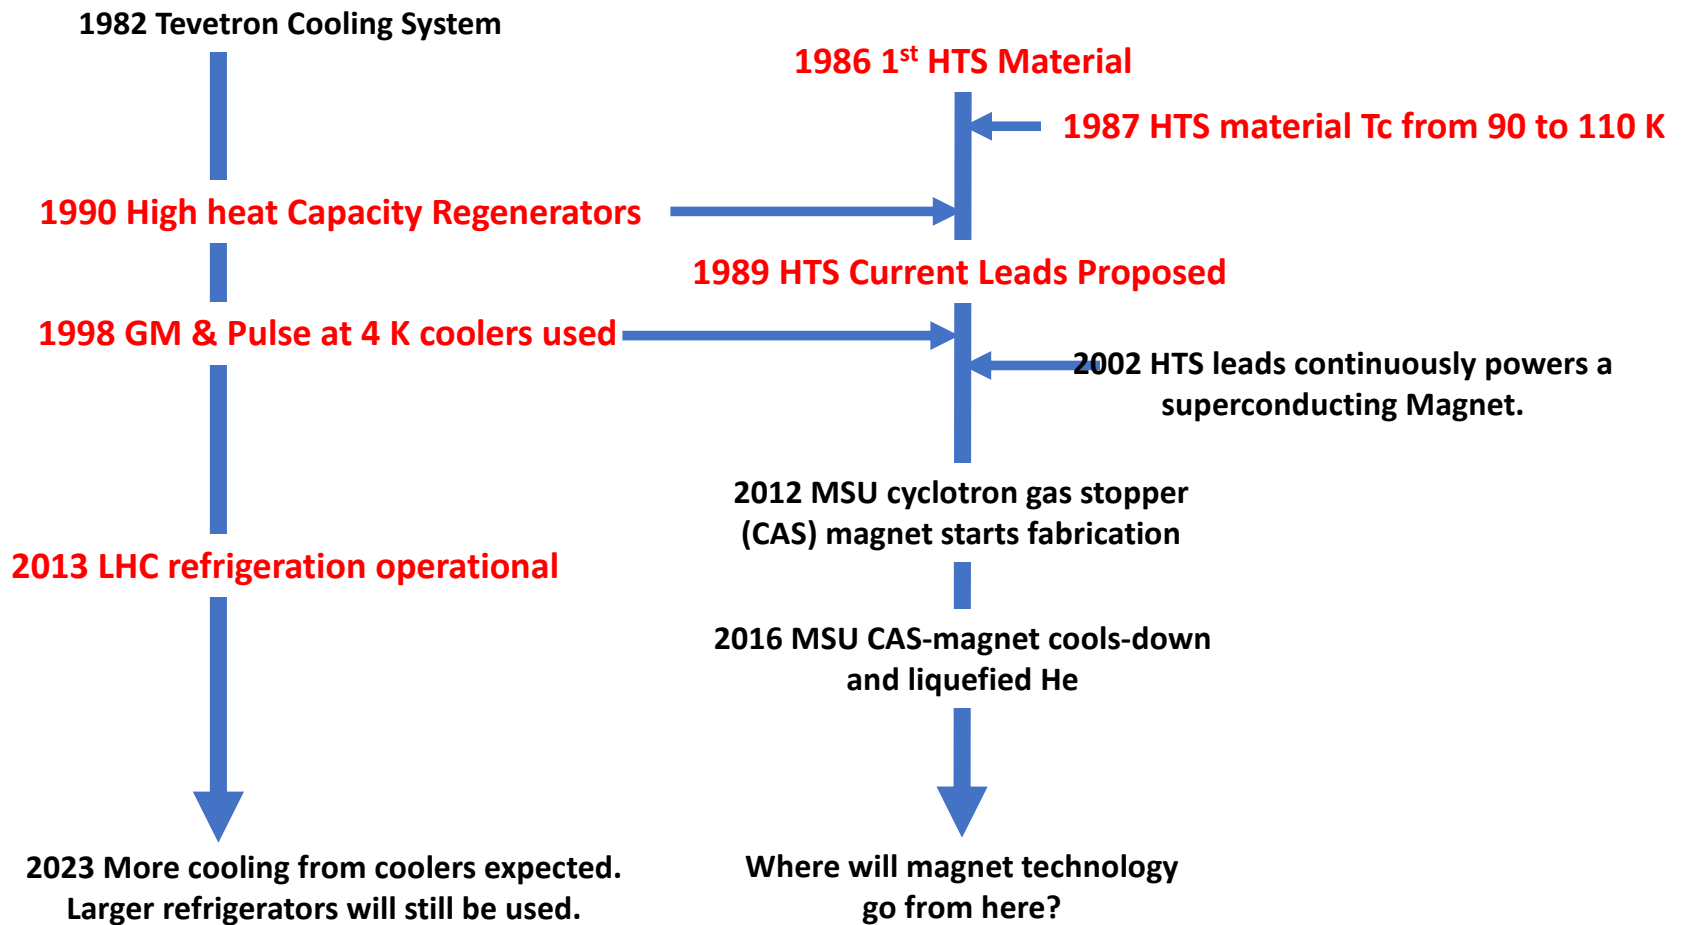 1982 Tevetron Cooling System
1986 1st HTS Material
1987 HTS material Tc from 90 to 110 K
1990 High heat Capacity Regenerators
1989 HTS Current Leads Proposed
1998 GM & Pulse at 4 K coolers used
2002 HTS leads continuously powers a
superconducting Magnet.
2012 MSU cyclotron gas stopper
(CAS) magnet starts fabrication
2013 LHC refrigeration operational
2016 MSU CAS-magnet cools-down
and liquefied He
2023 More cooling from coolers expected.
Larger refrigerators will still be used.
Where will magnet technology
go from here?